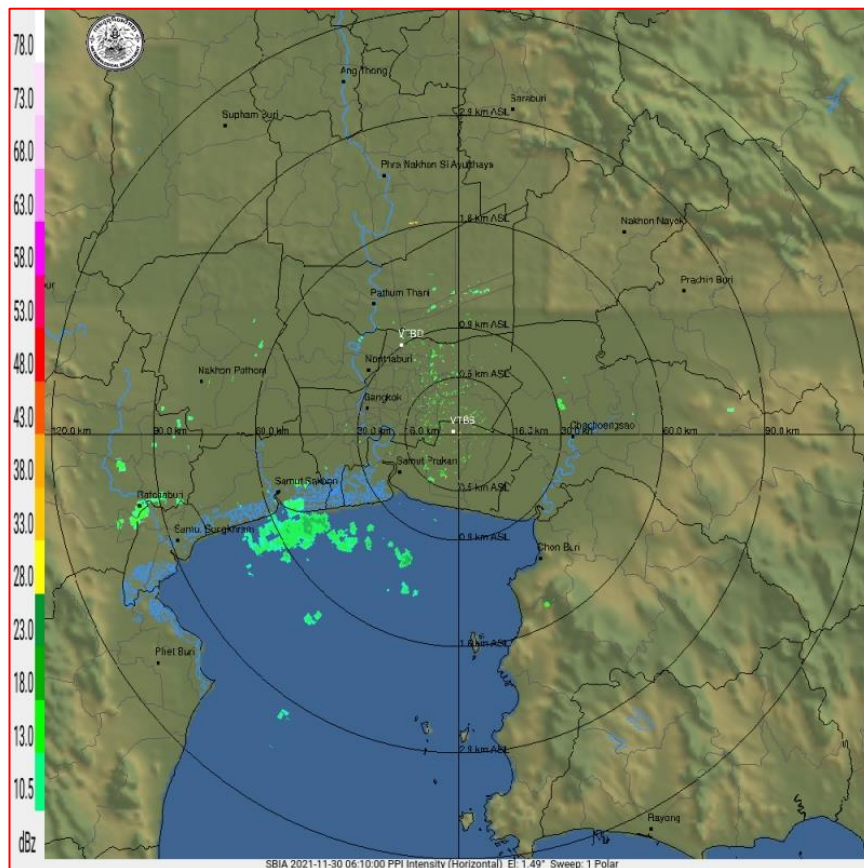 78.0
73.0
68.0
63.0
58.0
53.0
48.0
43.0
38.0
33.0
28.0
23.0
18.0
13.0
10.5
dBz
Ang Thong
Saraburi
Supham Buri
2.9 km ASL
Phra Nakhon Si Ayutthaya
1.8 km ASL
Nakhon Nayok
Prachin Buri
Pathum Thani
0.9 km ASL
VTBD
Nonthaburi
Nakhon Pathom
0.5 km ASL
Bangkok
VTBS
120.0 km
90.0 km
60.0 km
30.0 km
16.0 km
16.0 km
30.0 km
60.0 km
90.0 km
Chachoengsao
Samut Prakan
Samut Sakhon
0.5 km ASL
Ratchaburi
Samu. Songkhram
0.9 km ASL
Chon Buri
1.8 km ASL
Phet Buri
2.9 km ASL
Rayong
SBIA 2021-11-30 06:10:00 PPI Intensity (Horizontal) El: 1.49° Sweep: 1 Polar